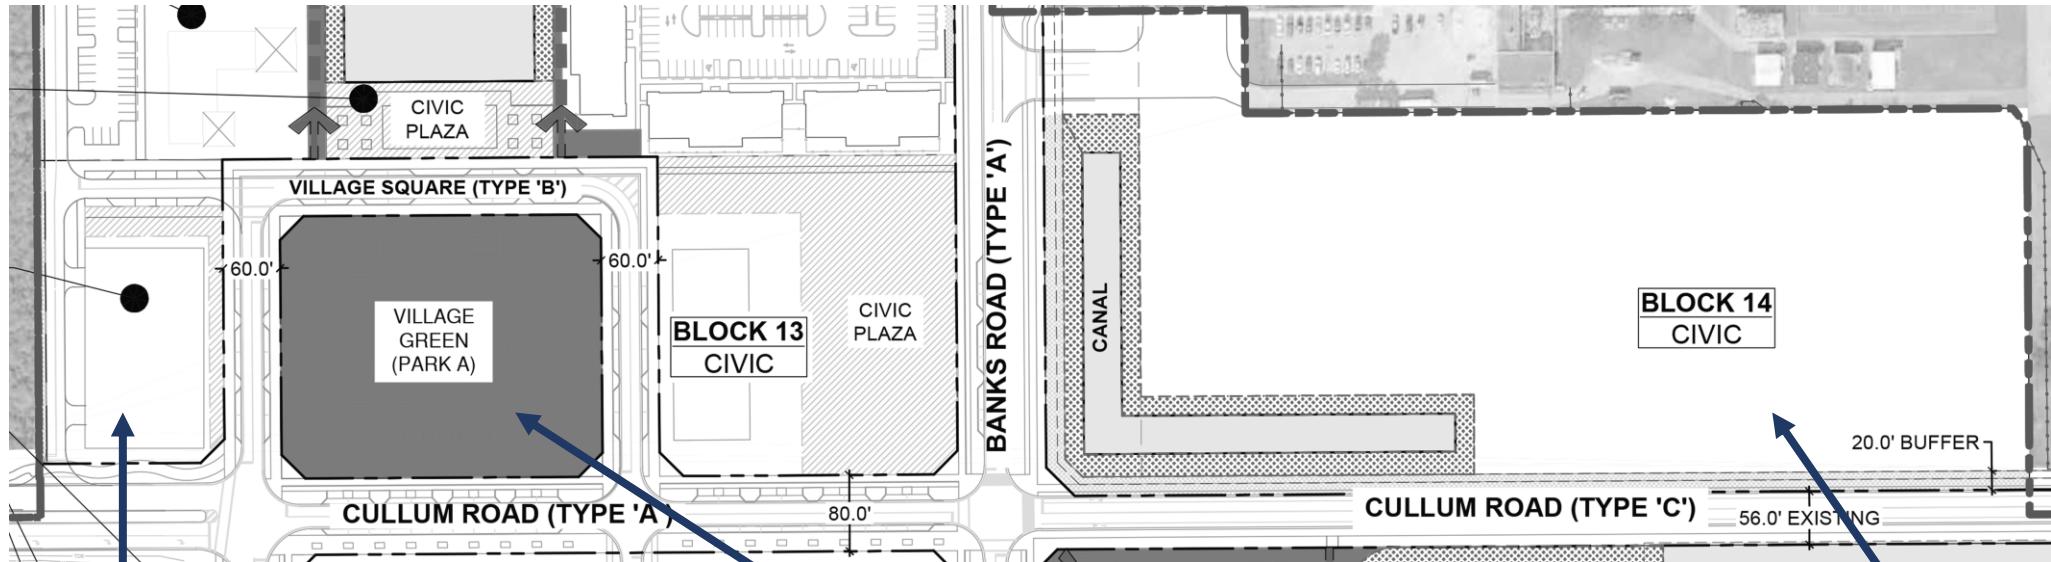 CIVIC
PLAZA
VILLAGE SQUARE (TYPE 'B')
60.0'
60.0'
VILLAGE
GREEN
(PARK A)
BLOCK 13
CIVIC
CIVIC
PLAZA
BANKS ROAD (TYPE 'A')
CANAL
BLOCK 14
CIVIC
20.0' BUFFER
CULLUM ROAD (TYPE 'A')
80.0'
CULLUM ROAD (TYPE 'C')
56.0' EXISTING